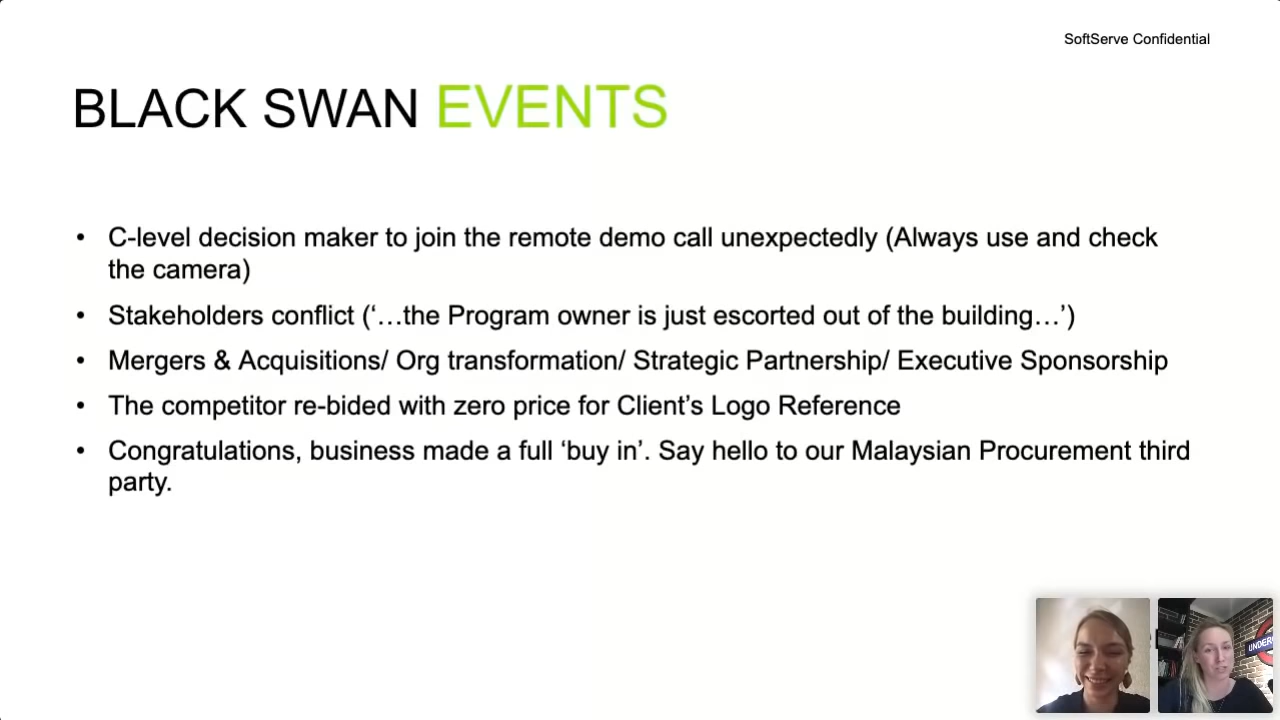 SoftServe Confidential
BLACK SWAN EVENTS
• C-level decision maker to join the remote demo call unexpectedly (Always use and check
the camera)
• Stakeholders conflict (‘…the Program owner is just escorted out of the building…’)
• Mergers & Acquisitions/ Org transformation/ Strategic Partnership/ Executive Sponsorship
• The competitor re-bided with zero price for Client’s Logo Reference
• Congratulations, business made a full ‘buy in’. Say hello to our Malaysian Procurement third
party.